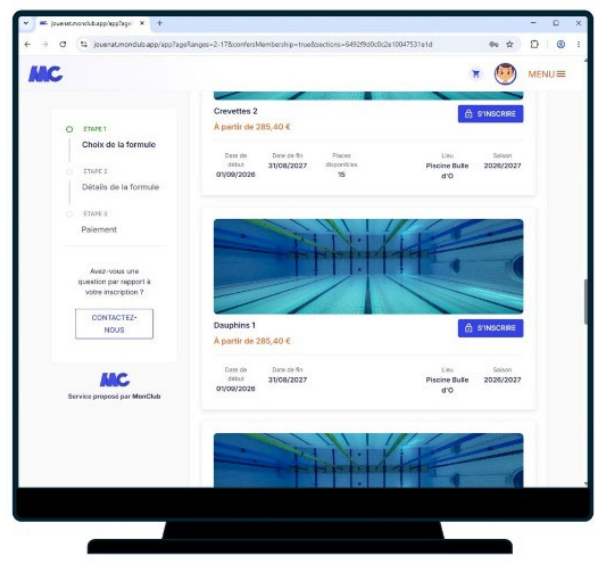 jouenat.monclub.app/app?age
jouenat.monclub.app/app?ageRanges=2-17&confersMembership=true&sections=6492f9d0c0c2e10047531e1d
MC
MENU
ÉTAPE 1
Choix de la formule
ÉTAPE 2
Détails de la formule
ÉTAPE 3
Paiement
Avez-vous une
question par rapport à
votre inscription ?
CONTACTEZ-
NOUS
MC
Service proposé par MonClub
Crevettes 2
À partir de 285,40 €
S'INSCRIRE
Date de début
01/09/2026
Date de fin
31/08/2027
Places disponibles
15
Lieu
Piscine Bulle d'O
Saison
2026/2027
Dauphins 1
À partir de 285,40 €
S'INSCRIRE
Date de début
01/09/2026
Date de fin
31/08/2027
Lieu
Piscine Bulle d'O
Saison
2026/2027